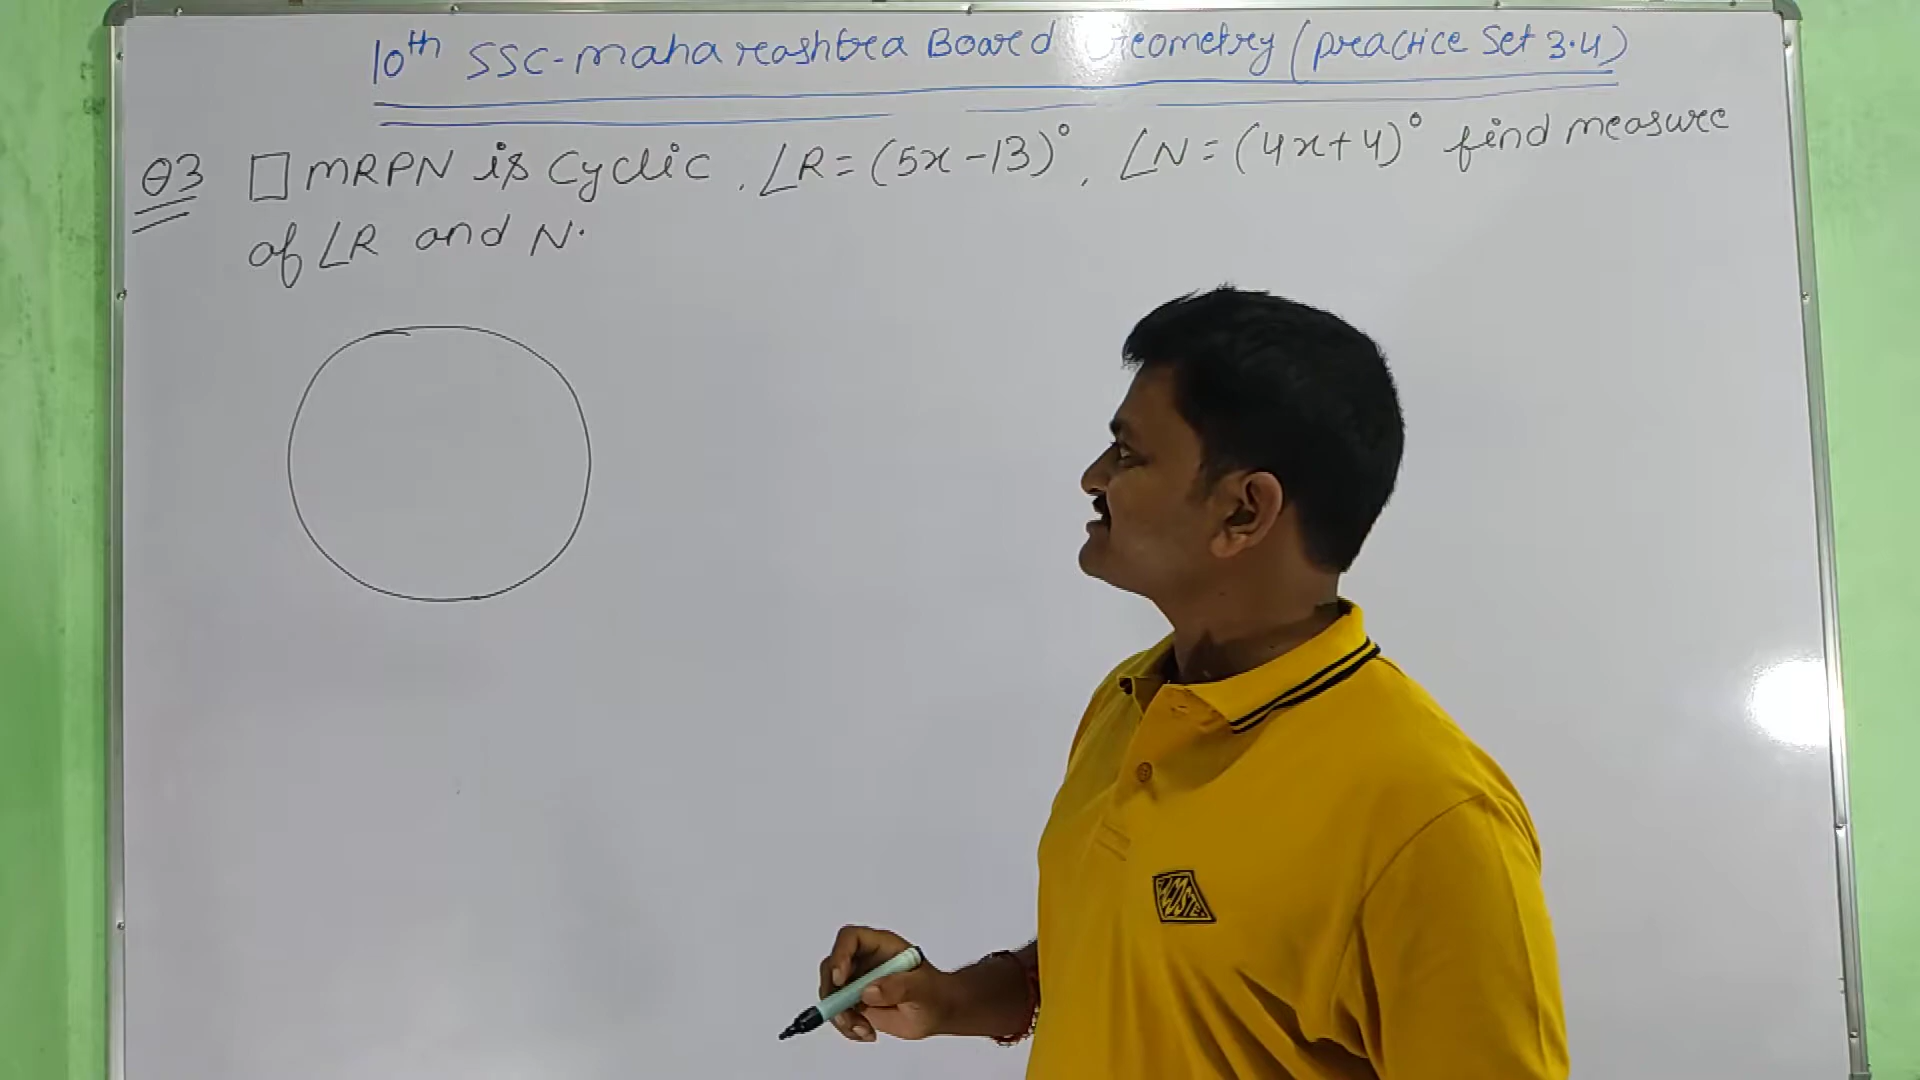 10th SSC-maharashtra Board Geometry (practice Set 3.4)
Q3 □ MRPN is Cyclic. ∠R = (5x-13)°, ∠N = (4x+4)° find measure
of ∠R and N.